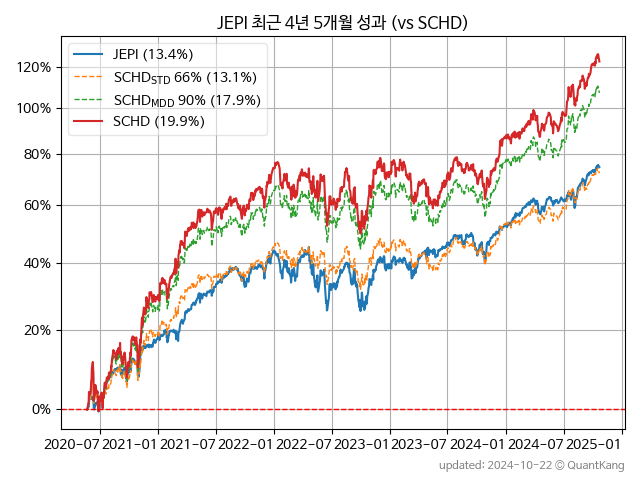 JEPI 최근 4년 5개월 성과 (vs SCHD)
JEPI (13.4%)
SCHD_STD 66% (13.1%)
SCHD_MDD 90% (17.9%)
SCHD (19.9%)
120%
100%
80%
60%
40%
20%
0%
2020-07 2021-01 2021-07 2022-01 2022-07 2023-01 2023-07 2024-01 2024-07 2025-01
updated: 2024-10-22 © QuantKang